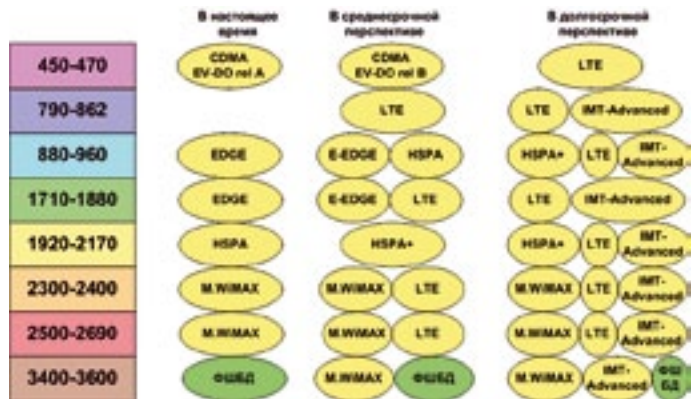 В настоящее время
В среднесрочной перспективе
В долгосрочной перспективе
450-470
CDMA EV-DO rel A
CDMA EV-DO rel B
LTE
790-862
LTE
LTE
IMT-Advanced
880-960
EDGE
E-EDGE
HSPA
HSPA+
LTE
IMT-Advanced
1710-1880
EDGE
E-EDGE
LTE
LTE
IMT-Advanced
1920-2170
HSPA
HSPA+
HSPA+
LTE
IMT-Advanced
2300-2400
M.WiMAX
M.WiMAX
LTE
M.WiMAX
LTE
IMT-Advanced
2500-2690
M.WiMAX
M.WiMAX
LTE
M.WiMAX
LTE
IMT-Advanced
3400-3600
ФШБД
M.WiMAX
ФШБД
M.WiMAX
IMT-Advanced
ФШБД